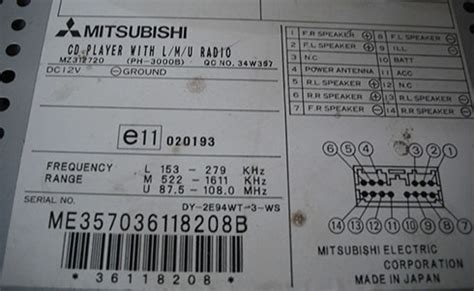 MITSUBISHI
CD PLAYER WITH L/M/U RADIO
MZ312720 (PH-3000B) QC NO. 34W357
DC12V ⊖GROUND
1 F.R SPEAKER ⊕ 8 F.L SPEAKER ⊕
2 F.L SPEAKER ⊖ 9 ILL ⊖
3 N.C 10 BATT
4 POWER ANTENNA 11 ACC
5 R.L SPEAKER ⊕ 12 N.C
6 R.R SPEAKER ⊕ 13 R.L SPEAKER ⊖
7 F.R SPEAKER ⊖ 14 R.R SPEAKER ⊖
e11 020193
FREQUENCY RANGE
L 153 - 279 KHz
M 522 - 1611 KHz
U 87.5 - 108.0 MHz
SERIAL NO. DY-2E94WT-3-WS
ME357036118208B
*36118208*
6 5 4 3 2 1
14 13 12 11 10 9 8 7
MITSUBISHI ELECTRIC
CORPORATION
MADE IN JAPAN